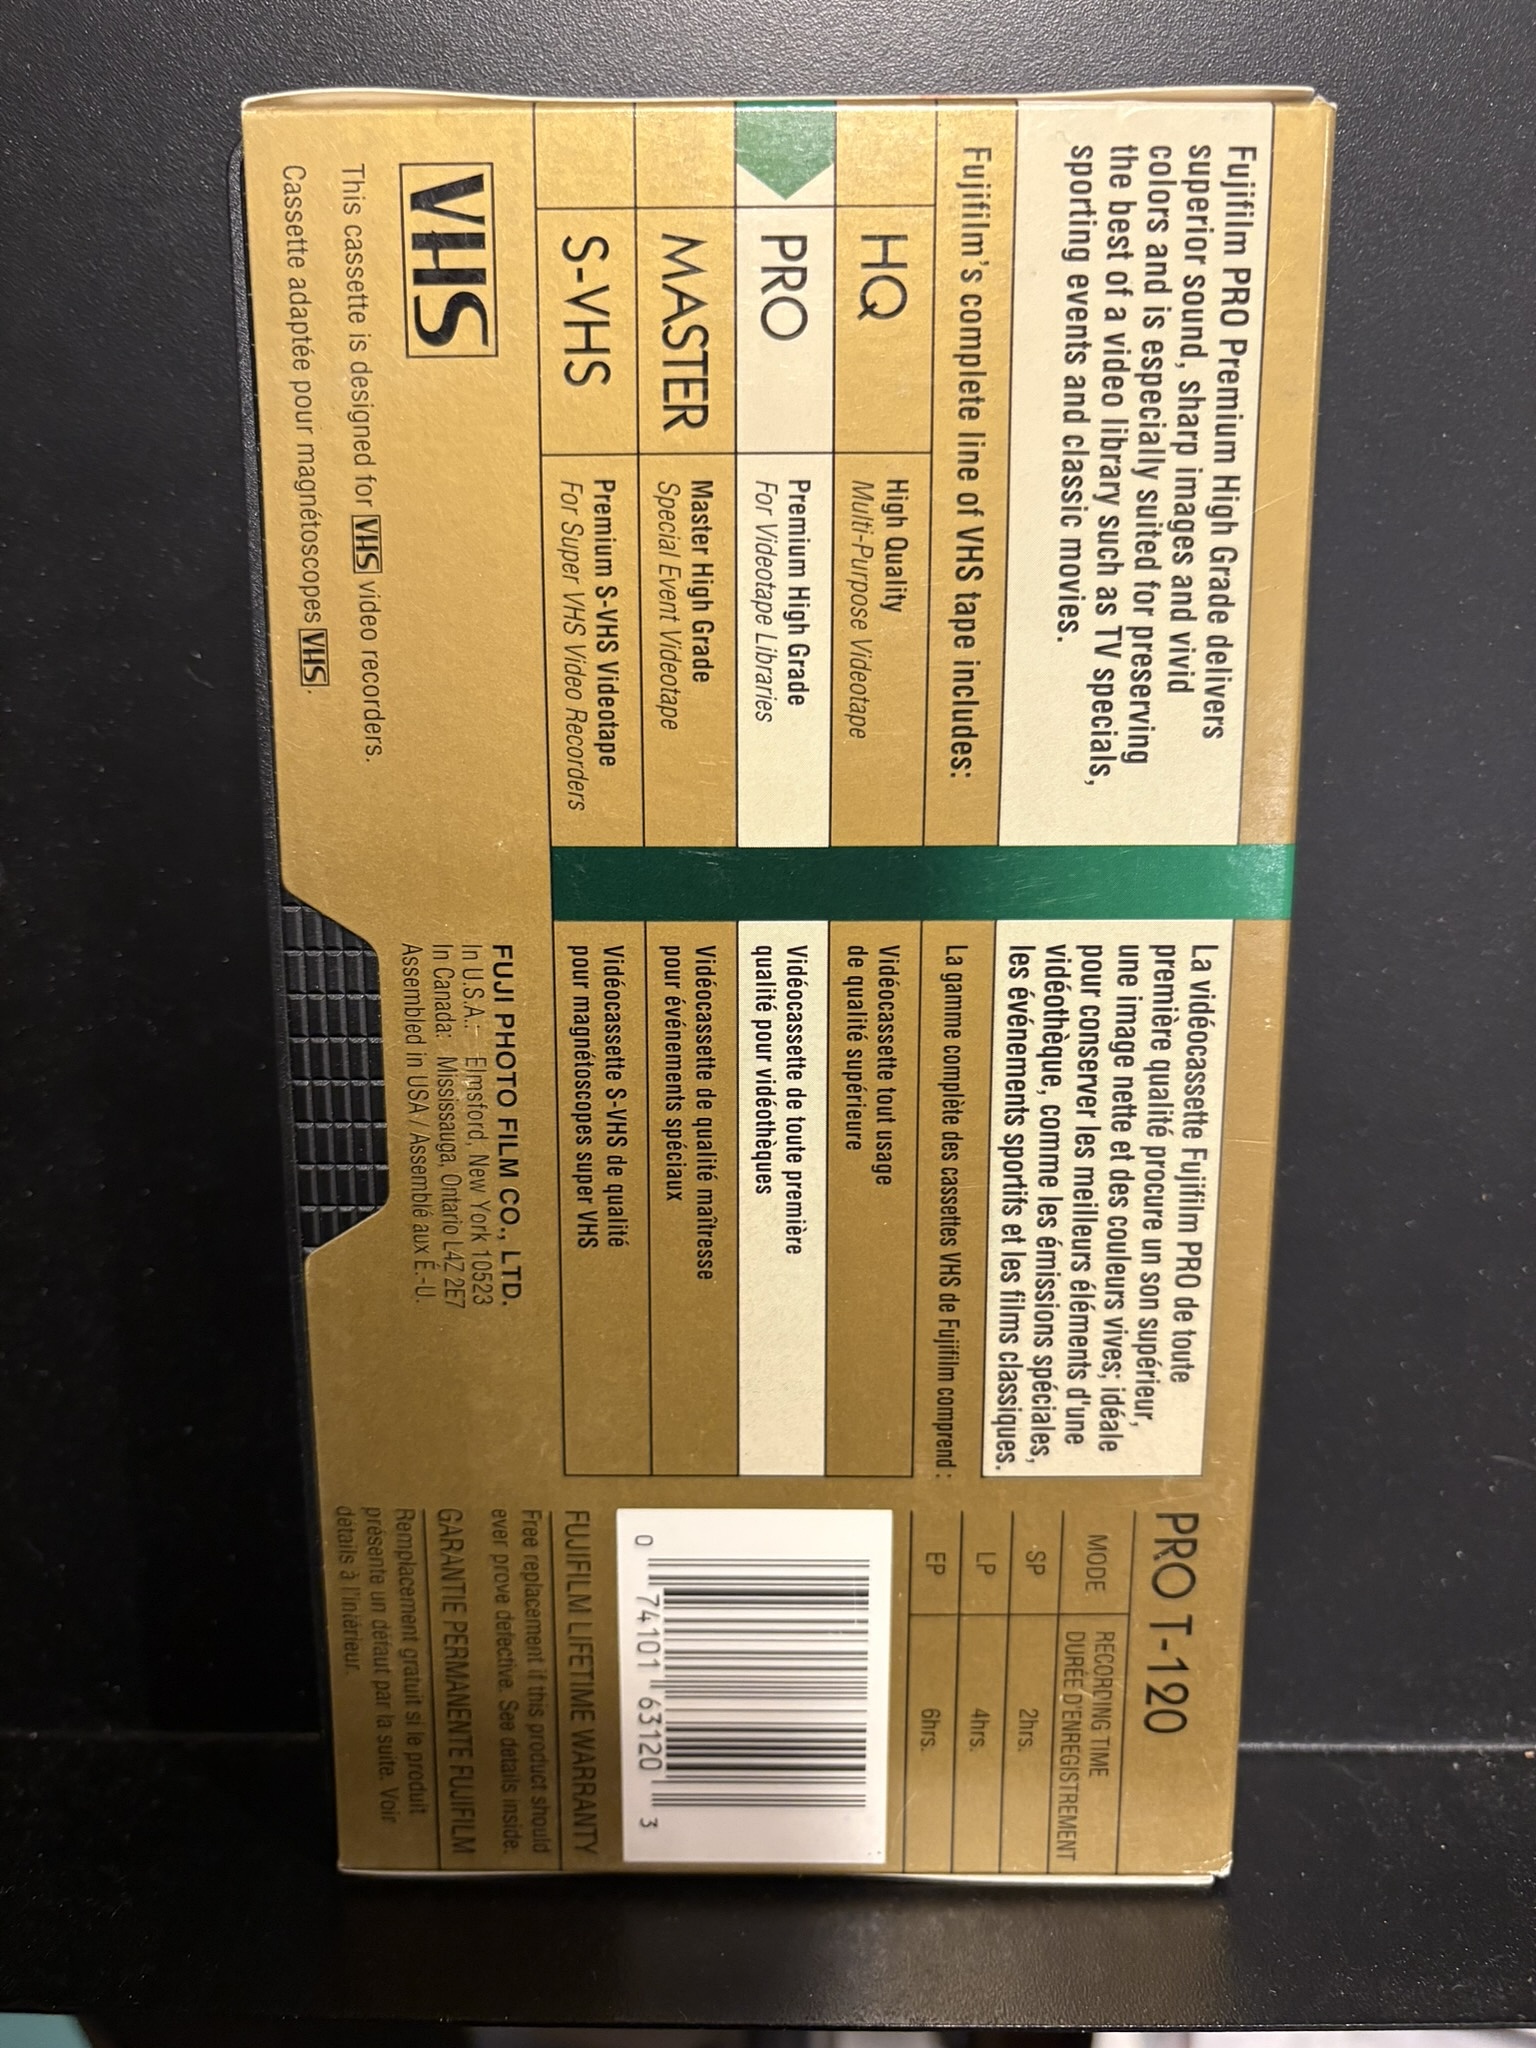 Fujifilm PRO Premium High Grade delivers
superior sound, sharp images and vivid
colors and is especially suited for preserving
the best of a video library such as TV specials,
sporting events and classic movies.
Fujifilm's complete line of VHS tape includes:
HQ
High Quality
Multi-Purpose Videotape
PRO
Premium High Grade
For Videotape Libraries
MASTER
Master High Grade
Special Event Videotape
S-VHS
Premium S-VHS Videotape
For Super VHS Video Recorders
La vidéocassette Fujifilm PRO de toute
première qualité procure un son supérieur,
une image nette et des couleurs vives; idéale
pour conserver les meilleurs éléments d'une
vidéothèque, comme les émissions spéciales,
les événements sportifs et les films classiques.
La gamme complète des cassettes VHS de Fujifilm comprend :
Vidéocassette tout usage
de qualité supérieure
Vidéocassette de toute première
qualité pour vidéothèques
Vidéocassette de qualité maîtresse
pour événements spéciaux
Vidéocassette S-VHS de qualité
pour magnétoscopes super VHS
PRO T-120
MODE
RECORDING TIME
DURÉE D'ENREGISTREMENT
SP 2hrs.
LP 4hrs.
EP 6hrs.
0 74101 63120 3
VHS
This cassette is designed for VHS video recorders.
Cassette adaptée pour magnétoscopes VHS.
FUJI PHOTO FILM CO., LTD.
In U.S.A.: Elmsford, New York 10523
In Canada: Mississauga, Ontario L4Z 2E7
Assembled in USA / Assemblé aux É.-U.
FUJIFILM LIFETIME WARRANTY
Free replacement if this product should
ever prove defective. See details inside.
GARANTIE PERMANENTE FUJIFILM
Remplacement gratuit si le produit
présente un défaut par la suite. Voir
détails à l'intérieur.